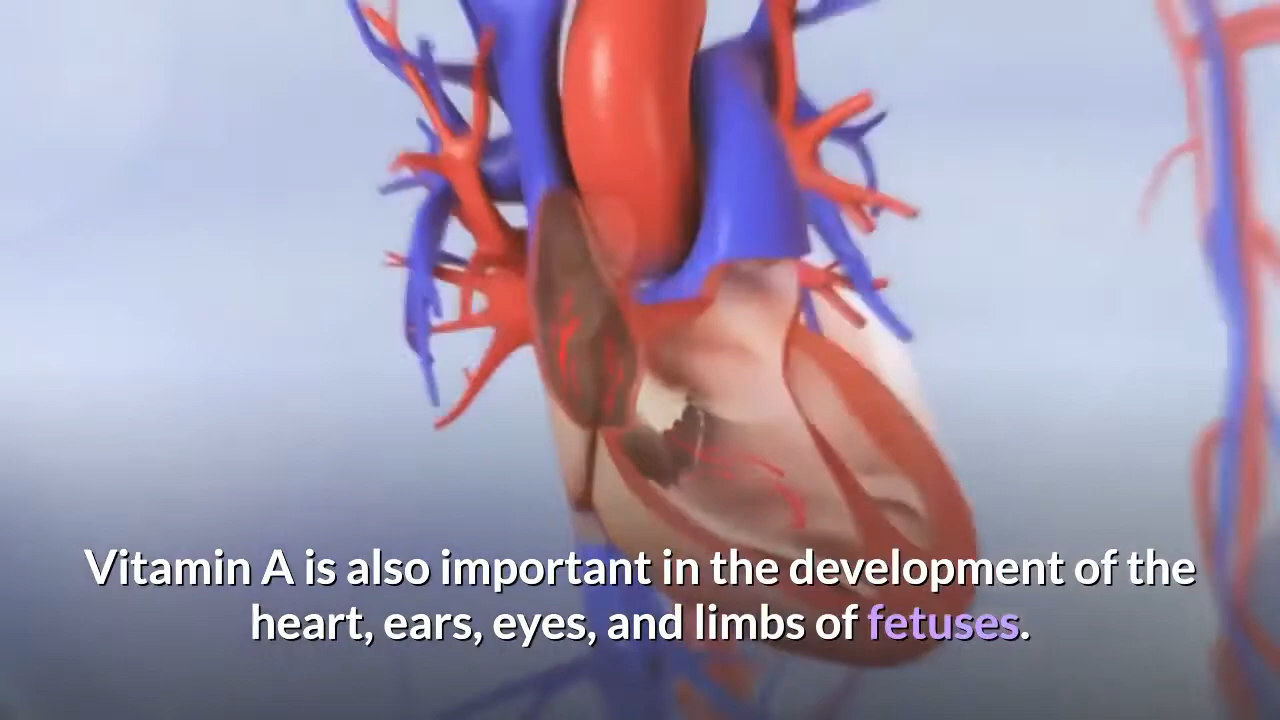 Vitamin A is also important in the development of the
heart, ears, eyes, and limbs of fetuses.